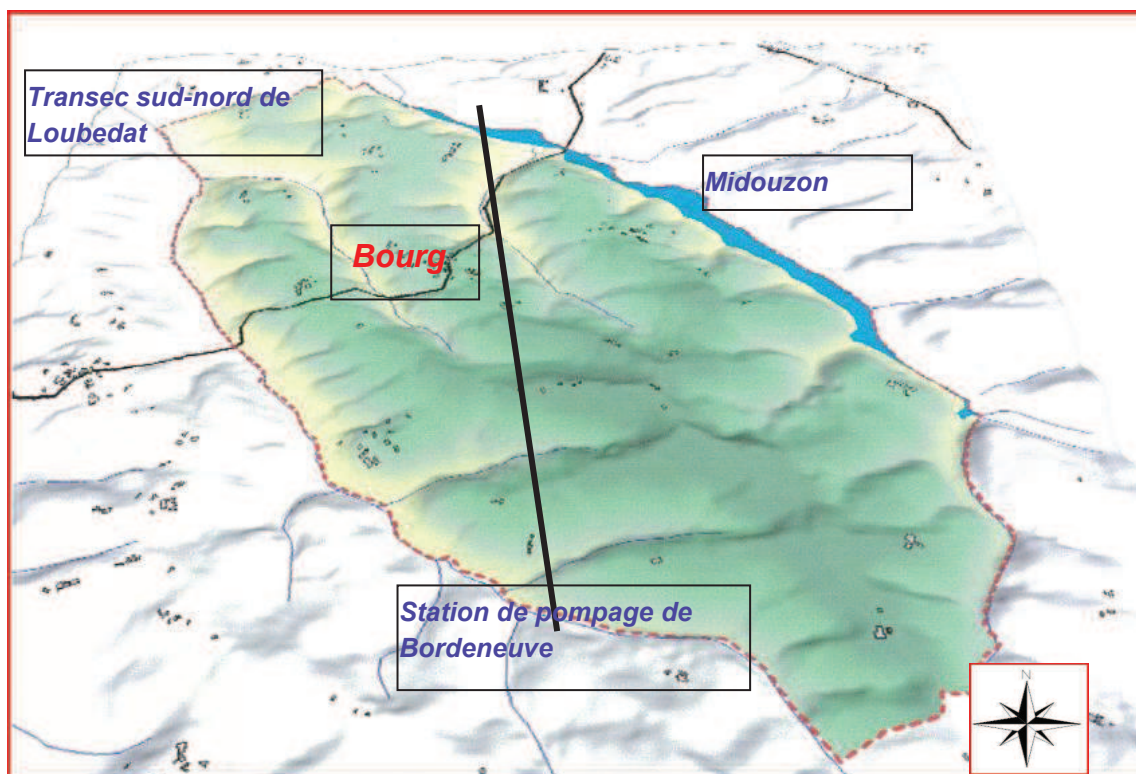 Transec sud-nord de
Loubedat
Midouzon
Bourg
Station de pompage de
Bordeneuve
N